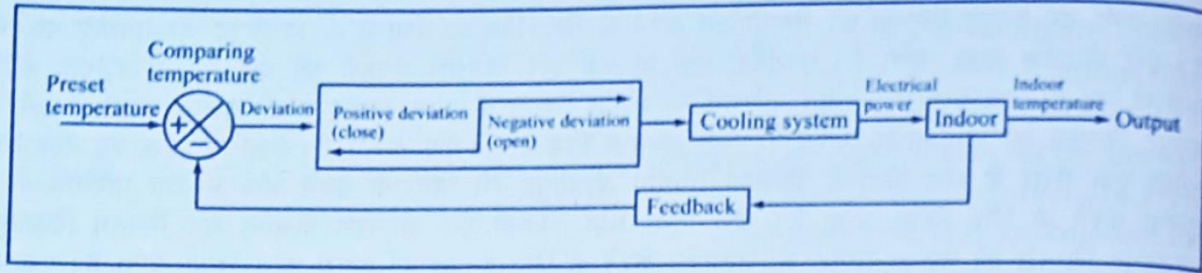 Comparing
temperature
Preset
temperature
+
−
Deviation
Positive deviation
(close)
Negative deviation
(open)
Cooling system
Electrical
power
Indoor
Indoor
temperature
Output
Feedback